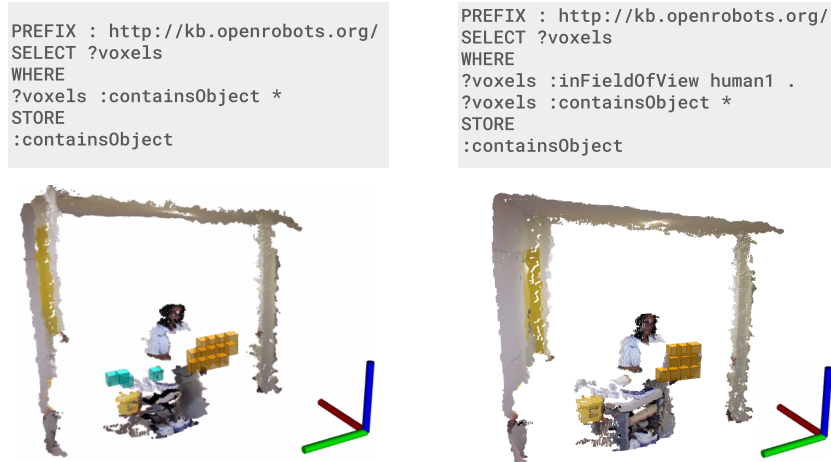 PREFIX : http://kb.openrobots.org/
SELECT ?voxels
WHERE
?voxels :containsObject *
STORE
:containsObject
PREFIX : http://kb.openrobots.org/
SELECT ?voxels
WHERE
?voxels :inFieldOfView human1 .
?voxels :containsObject *
STORE
:containsObject